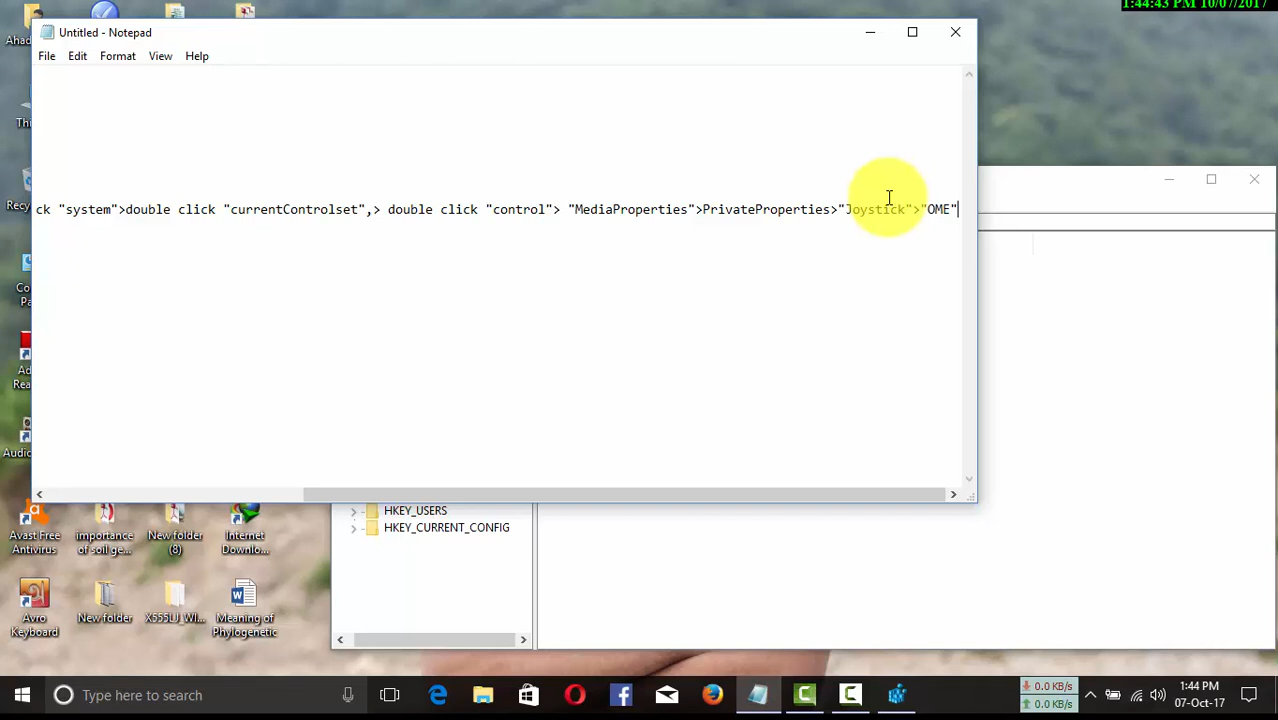 1:44:43 PM 10/07/2017
Untitled - Notepad
File Edit Format View Help
ck "system">double click "currentControlset",> double click "control"> "MediaProperties">PrivateProperties>"Joystick">"OME"
HKEY_USERS
HKEY_CURRENT_CONFIG
Avast Free Antivirus
importance of soil ge...
New folder (8)
Internet Downlo...
Avro Keyboard
New folder
X555LJ_WI...
Meaning of Phylogenetic
Type here to search
0.0 KB/s
0.0 KB/s
1:44 PM
07-Oct-17